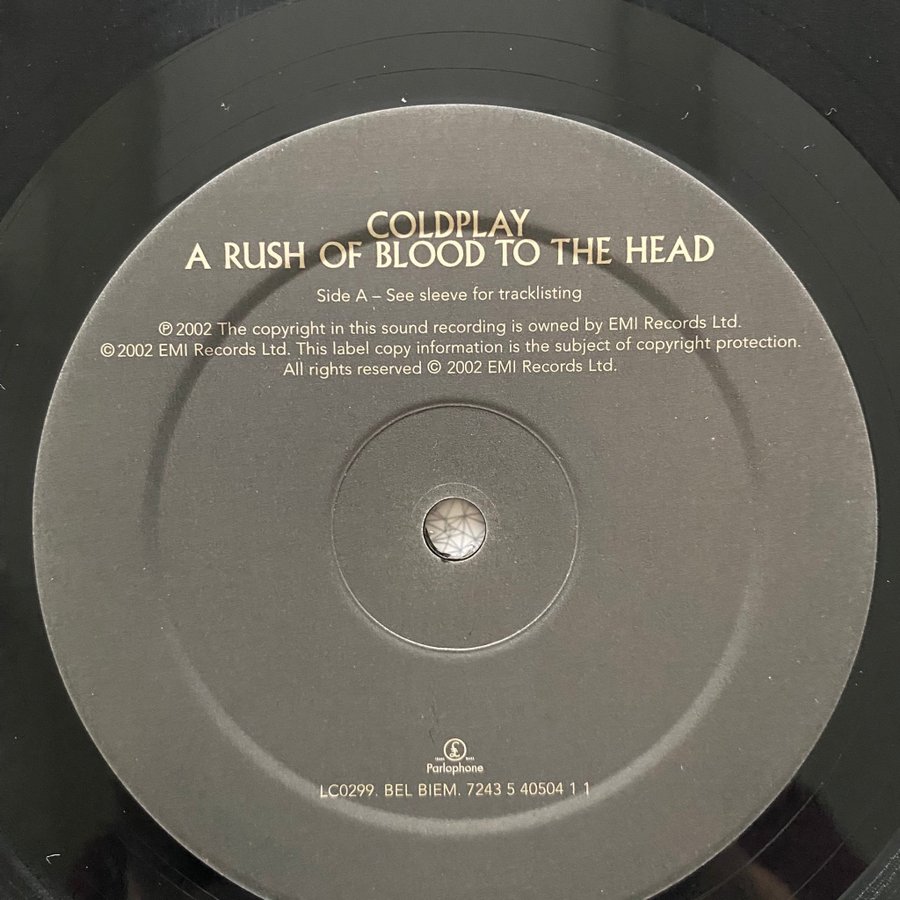 COLDPLAY
A RUSH OF BLOOD TO THE HEAD
Side A – See sleeve for tracklisting
℗ 2002 The copyright in this sound recording is owned by EMI Records Ltd.
© 2002 EMI Records Ltd. This label copy information is the subject of copyright protection.
All rights reserved © 2002 EMI Records Ltd.
£
Parlophone
LC0299. BEL BIEM. 7243 5 40504 1 1